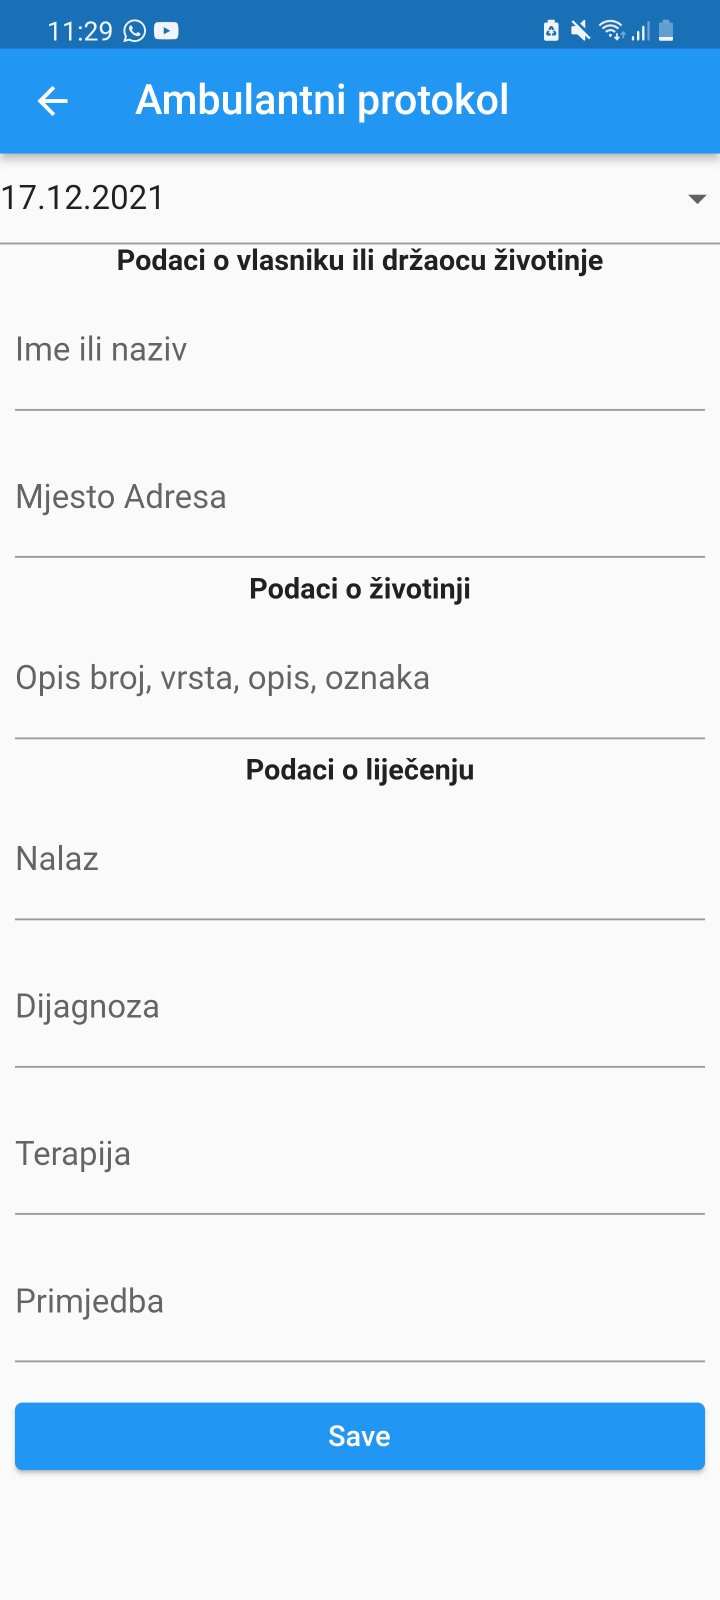 11:29
Ambulantni protokol
17.12.2021
Podaci o vlasniku ili držaocu životinje
Ime ili naziv
Mjesto Adresa
Podaci o životinji
Opis broj, vrsta, opis, oznaka
Podaci o liječenju
Nalaz
Dijagnoza
Terapija
Primjedba
Save